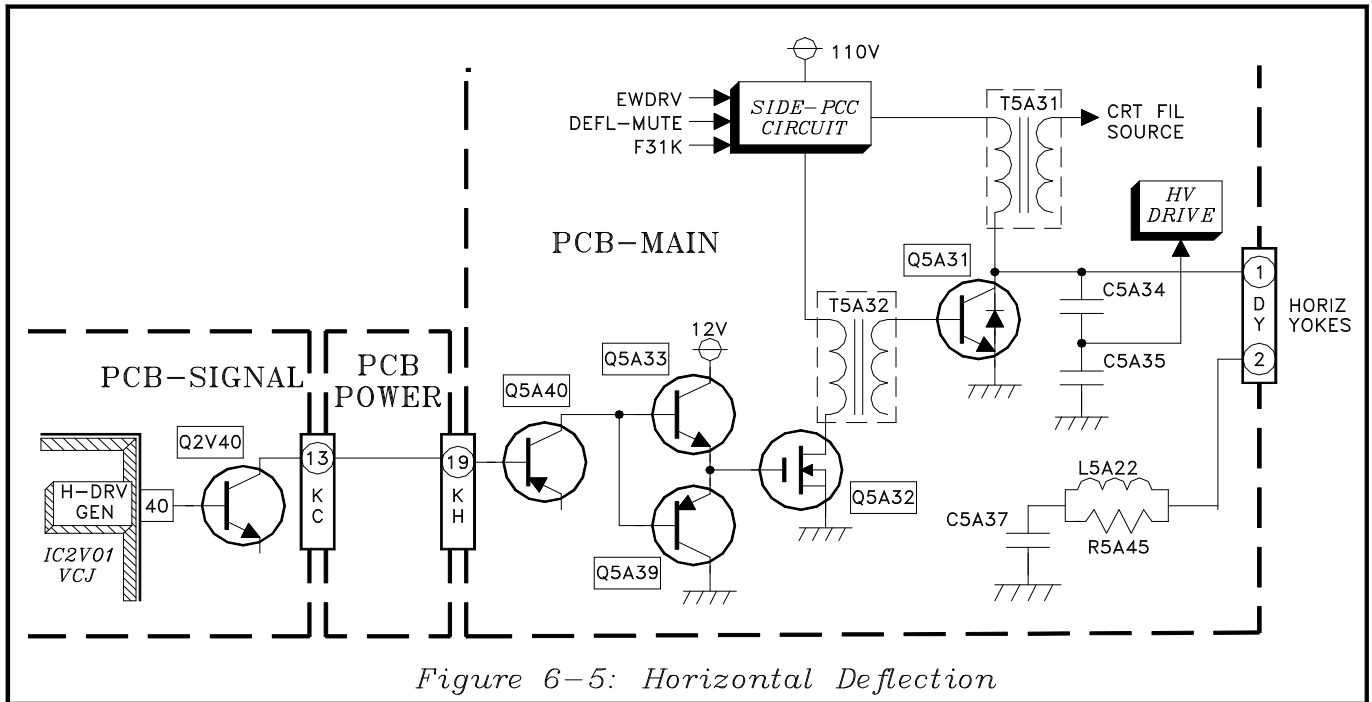 110V
EWDRV
DEFL-MUTE
F31K
SIDE-PCC
CIRCUIT
T5A31
CRT FIL
SOURCE
HV
DRIVE
PCB-MAIN
Q5A31
C5A34
1
D
Y
2
HORIZ
YOKES
T5A32
12V
Q5A33
C5A35
PCB-SIGNAL
PCB
POWER
Q5A40
Q2V40
13
K
C
19
K
H
H-DRV
GEN
40
IC2V01
VCJ
Q5A32
L5A22
C5A37
R5A45
Q5A39
Figure 6-5: Horizontal Deflection